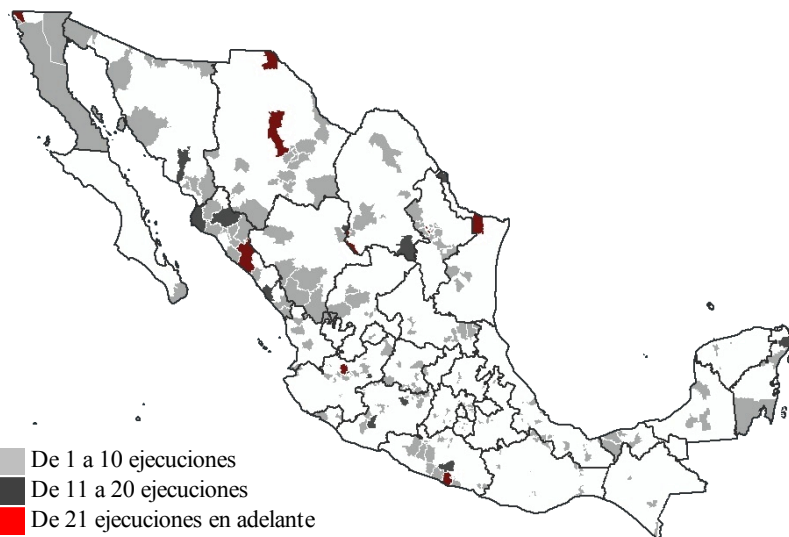 De 1 a 10 ejecuciones
De 11 a 20 ejecuciones
De 21 ejecuciones en adelante